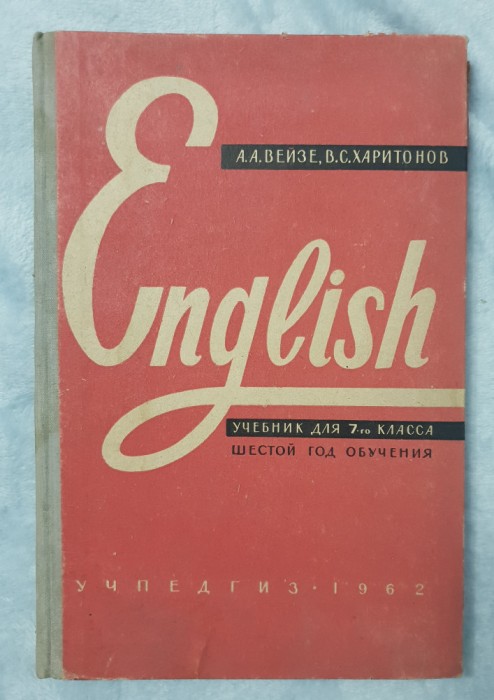 А.А.ВЕЙЗЕ, В.С.ХАРИТОНОВ
English
УЧЕБНИК ДЛЯ 7-го КЛАССА
ШЕСТОЙ ГОД ОБУЧЕНИЯ
УЧПЕДГИЗ · 1962